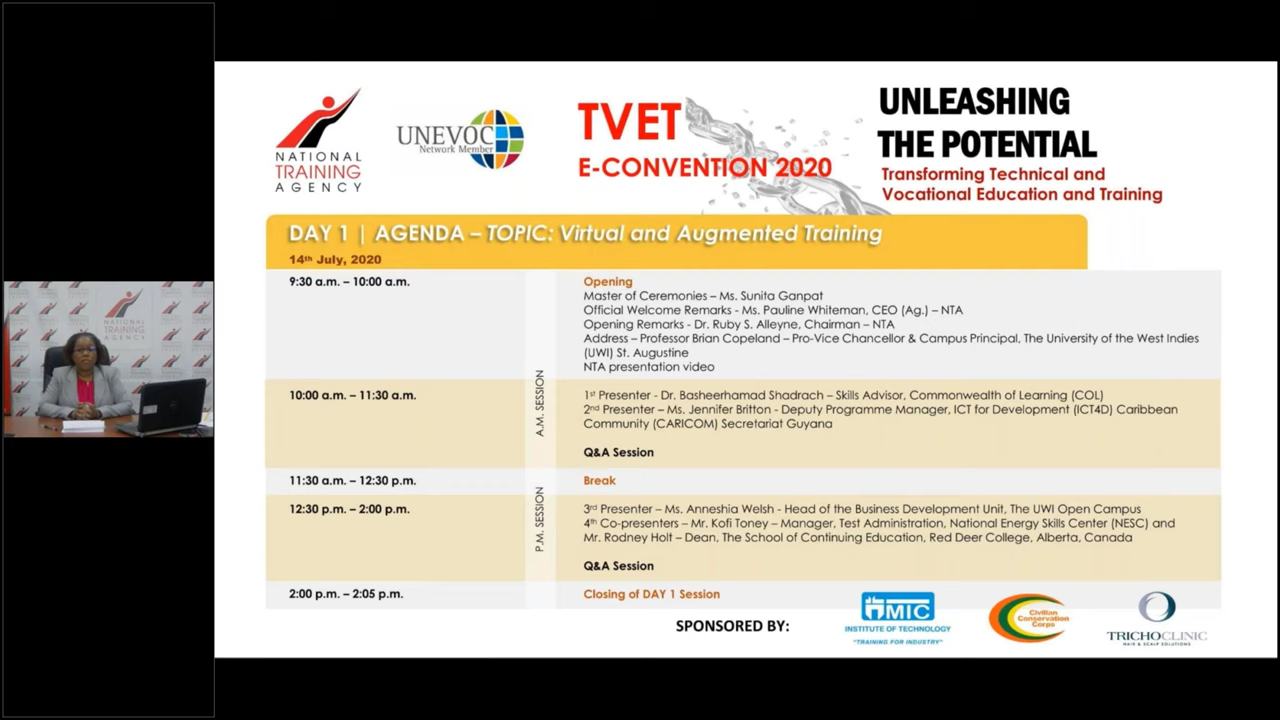 NATIONAL
TRAINING
AGENCY
UNEVOC
Network Member
TVET
E-CONVENTION 2020
UNLEASHING
THE POTENTIAL
Transforming Technical and
Vocational Education and Training
DAY 1 | AGENDA – TOPIC: Virtual and Augmented Training
14th July, 2020
9:30 a.m. – 10:00 a.m.
Opening
Master of Ceremonies – Ms. Sunita Ganpat
Official Welcome Remarks - Ms. Pauline Whiteman, CEO (Ag.) – NTA
Opening Remarks - Dr. Ruby S. Alleyne, Chairman – NTA
Address – Professor Brian Copeland – Pro-Vice Chancellor & Campus Principal, The University of the West Indies
(UWI) St. Augustine
NTA presentation video
A.M. SESSION
10:00 a.m. – 11:30 a.m.
1st Presenter - Dr. Basheerhamad Shadrach – Skills Advisor, Commonwealth of Learning (COL)
2nd Presenter – Ms. Jennifer Britton - Deputy Programme Manager, ICT for Development (ICT4D) Caribbean
Community (CARICOM) Secretariat Guyana
Q&A Session
11:30 a.m. – 12:30 p.m.
Break
P.M. SESSION
12:30 p.m. – 2:00 p.m.
3rd Presenter – Ms. Anneshia Welsh - Head of the Business Development Unit, The UWI Open Campus
4th Co-presenters – Mr. Kofi Toney – Manager, Test Administration, National Energy Skills Center (NESC) and
Mr. Rodney Holt – Dean, The School of Continuing Education, Red Deer College, Alberta, Canada
Q&A Session
2:00 p.m. – 2:05 p.m.
Closing of DAY 1 Session
SPONSORED BY:
MIC
INSTITUTE OF TECHNOLOGY
"TRAINING FOR INDUSTRY"
Civilian
Conservation
Corps
TRICHOCLINIC
HAIR & SCALP SOLUTIONS
NATIONAL
TRAINING
AGENCY